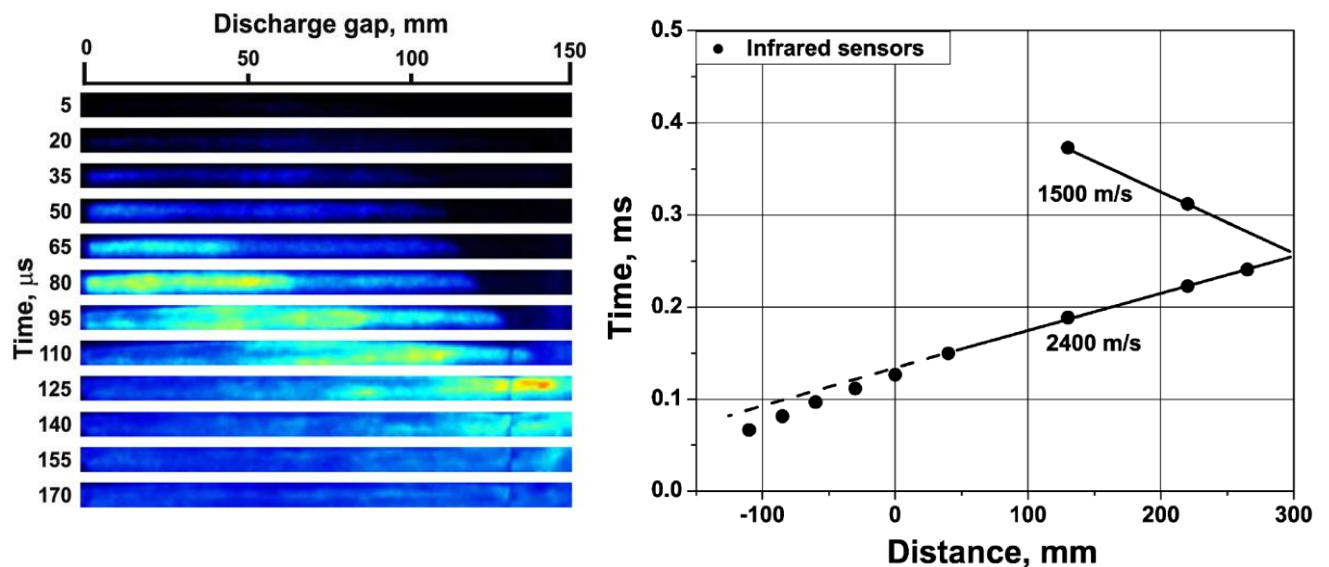 Discharge gap, mm
0 50 100 150
Time, μs
5
20
35
50
65
80
95
110
125
140
155
170
Time, ms
0.5
0.4
0.3
0.2
0.1
0.0
Infrared sensors
1500 m/s
2400 m/s
-100 0 100 200 300
Distance, mm